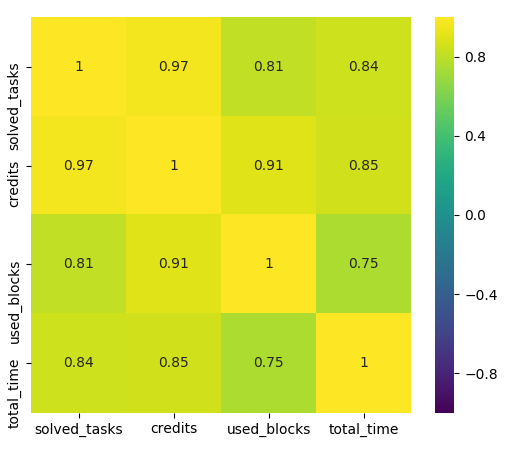 solved_tasks
1
0.97
0.81
0.84
credits
0.97
1
0.91
0.85
used_blocks
0.81
0.91
1
0.75
total_time
0.84
0.85
0.75
1
solved_tasks
credits
used_blocks
total_time
0.8
0.4
0.0
−0.4
−0.8